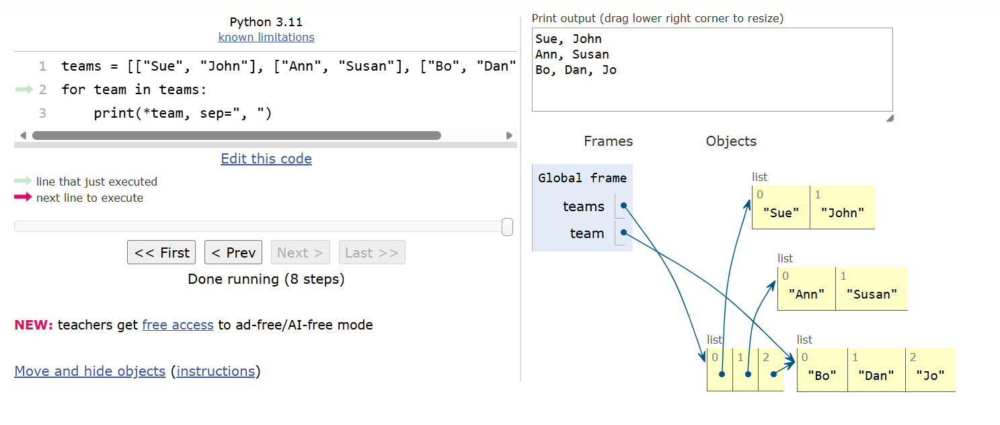 Python 3.11
known limitations
1 teams = [["Sue", "John"], ["Ann", "Susan"], ["Bo", "Dan"
2 for team in teams:
3 print(*team, sep=", ")
Edit this code
line that just executed
next line to execute
<< First < Prev Next > Last >>
Done running (8 steps)
NEW: teachers get free access to ad-free/AI-free mode
Move and hide objects (instructions)
Print output (drag lower right corner to resize)
Sue, John
Ann, Susan
Bo, Dan, Jo
Frames Objects
Global frame
teams
team
list
0 1
"Sue" "John"
list
0 1
"Ann" "Susan"
list
0 1 2
list
0 1 2
"Bo" "Dan" "Jo"